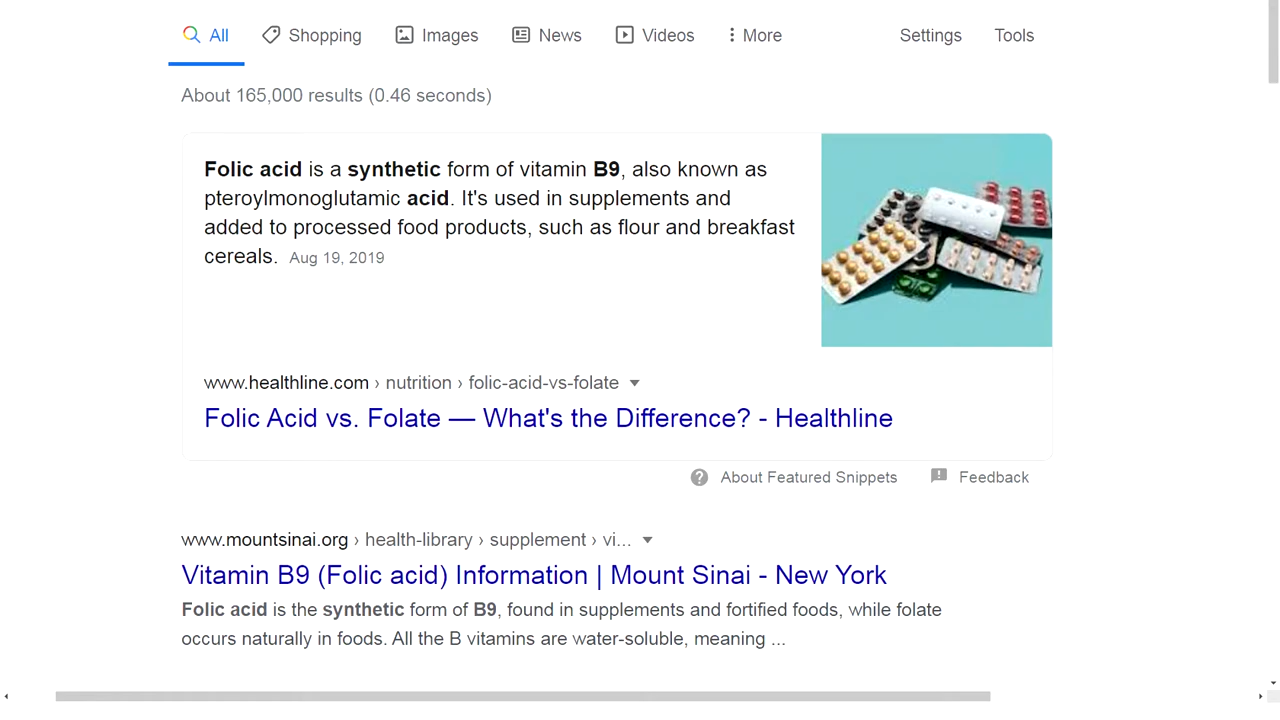 All Shopping Images News Videos More Settings Tools
About 165,000 results (0.46 seconds)
Folic acid is a synthetic form of vitamin B9, also known as
pteroylmonoglutamic acid. It's used in supplements and
added to processed food products, such as flour and breakfast
cereals. Aug 19, 2019
www.healthline.com › nutrition › folic-acid-vs-folate
Folic Acid vs. Folate — What's the Difference? - Healthline
About Featured Snippets Feedback
www.mountsinai.org › health-library › supplement › vi...
Vitamin B9 (Folic acid) Information | Mount Sinai - New York
Folic acid is the synthetic form of B9, found in supplements and fortified foods, while folate
occurs naturally in foods. All the B vitamins are water-soluble, meaning ...